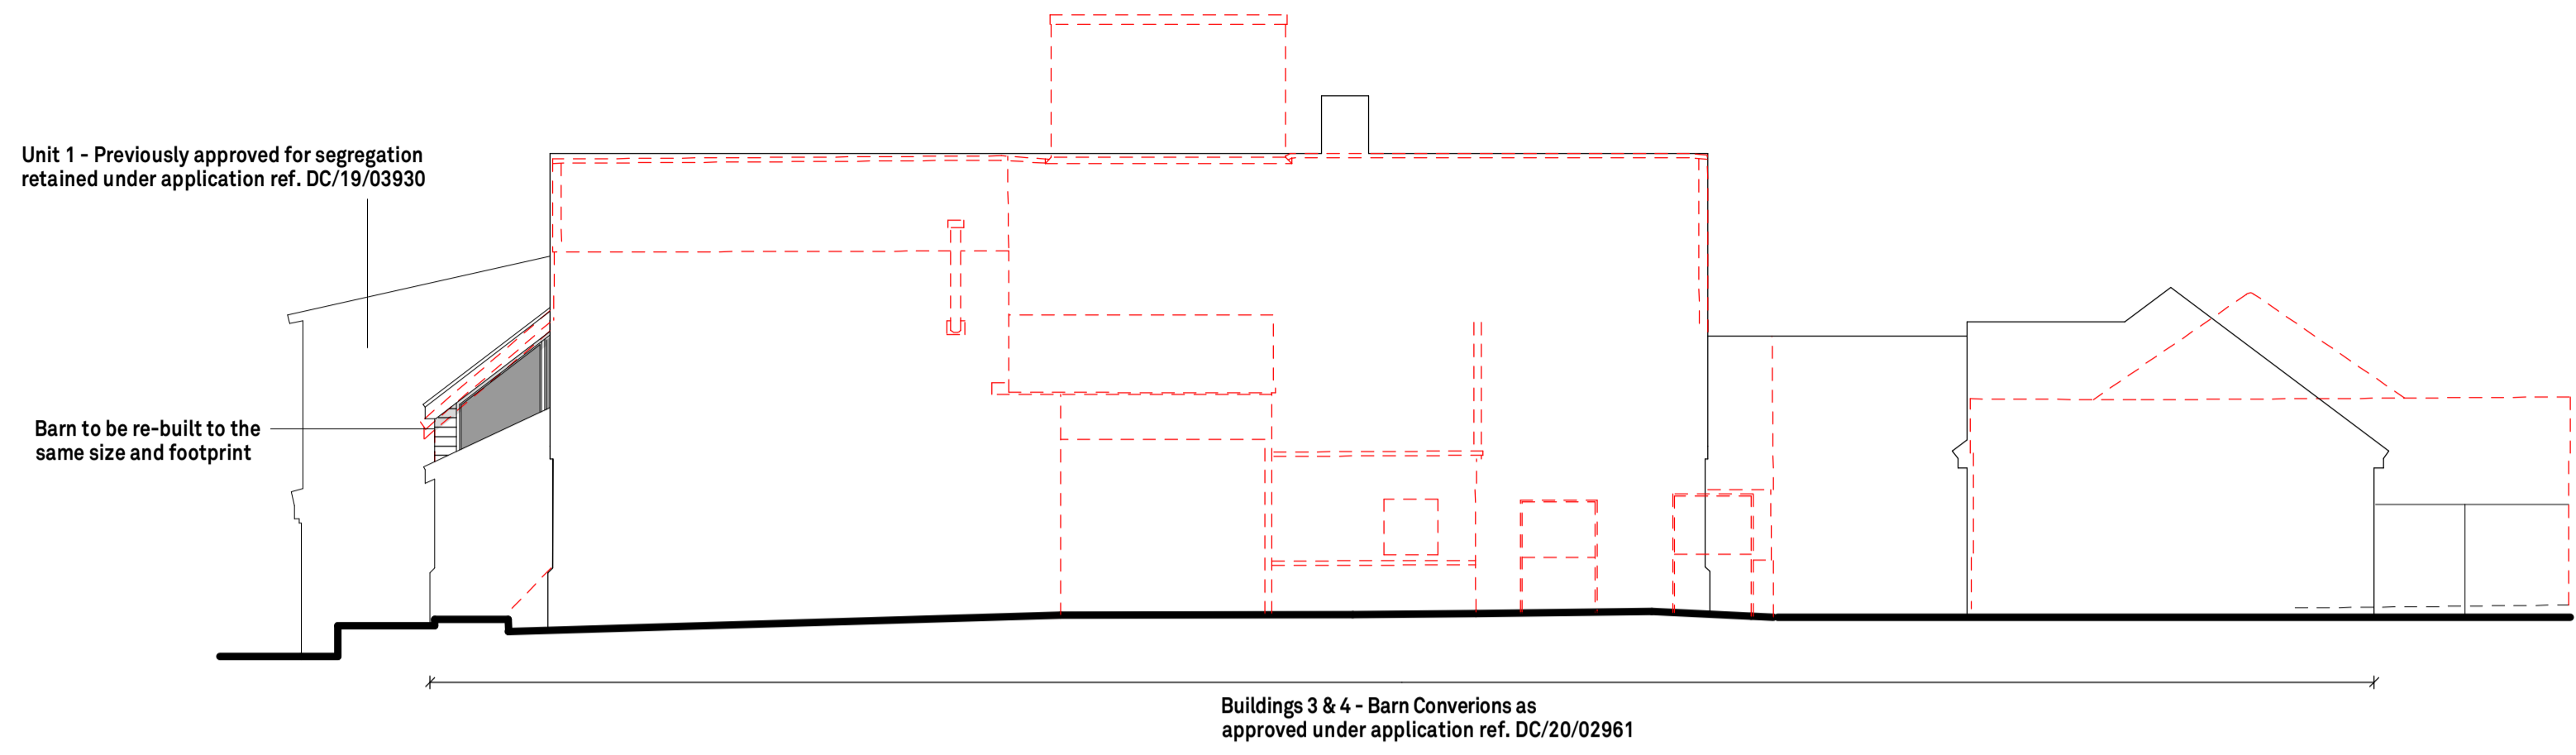 Unit 1 - Previously approved for segregation
retained under application ref. DC/19/03930
Barn to be re-built to the
same size and footprint
Buildings 3 & 4 - Barn Converions as
approved under application ref. DC/20/02961